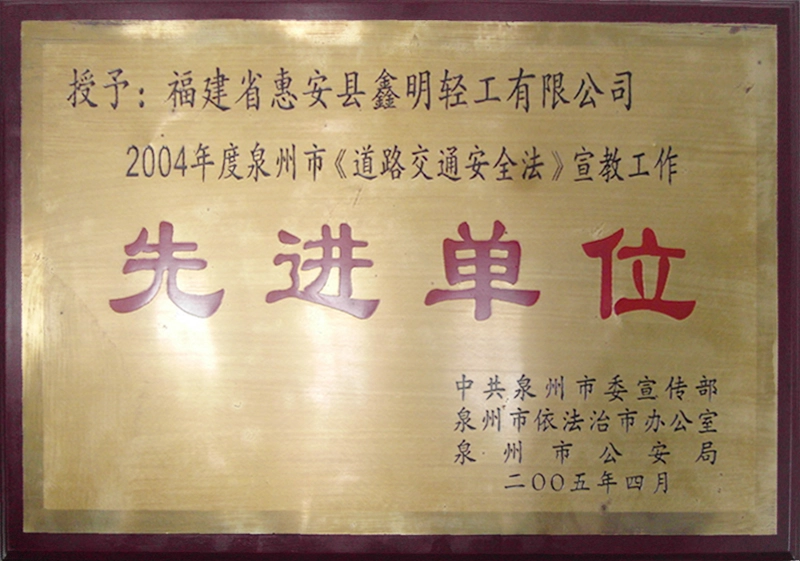 授予：福建省惠安县鑫明轻工有限公司
2004年度泉州市《道路交通安全法》宣教工作
先进单位
中共泉州市委宣传部
泉州市依法治市办公室
泉州市公安局
二00五年四月